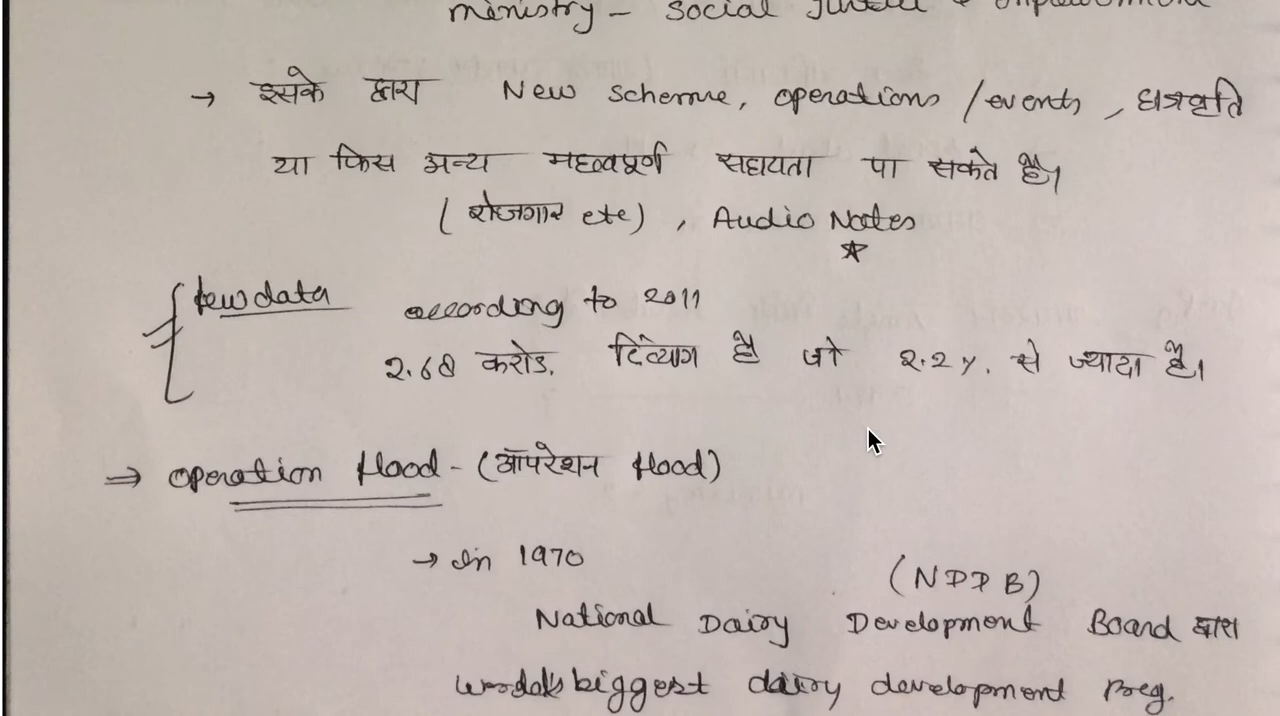 ministry - Social Justice & Empowerment
→ इसके द्वारा New Scheme, operations / events, छात्रवृति
या किस अन्य महत्वपूर्ण सहायता पा सकते है।
( रोजगार etc) , Audio Notes
few data according to 2011
2.68 करोड. दिव्यांग है जो 2.2%. से ज्यादा है।
⇒ operation flood - (ऑपरेशन flood)
→ In 1970
(NDDB)
National Dairy Development Board द्वारा
world's biggest dairy development Prog.